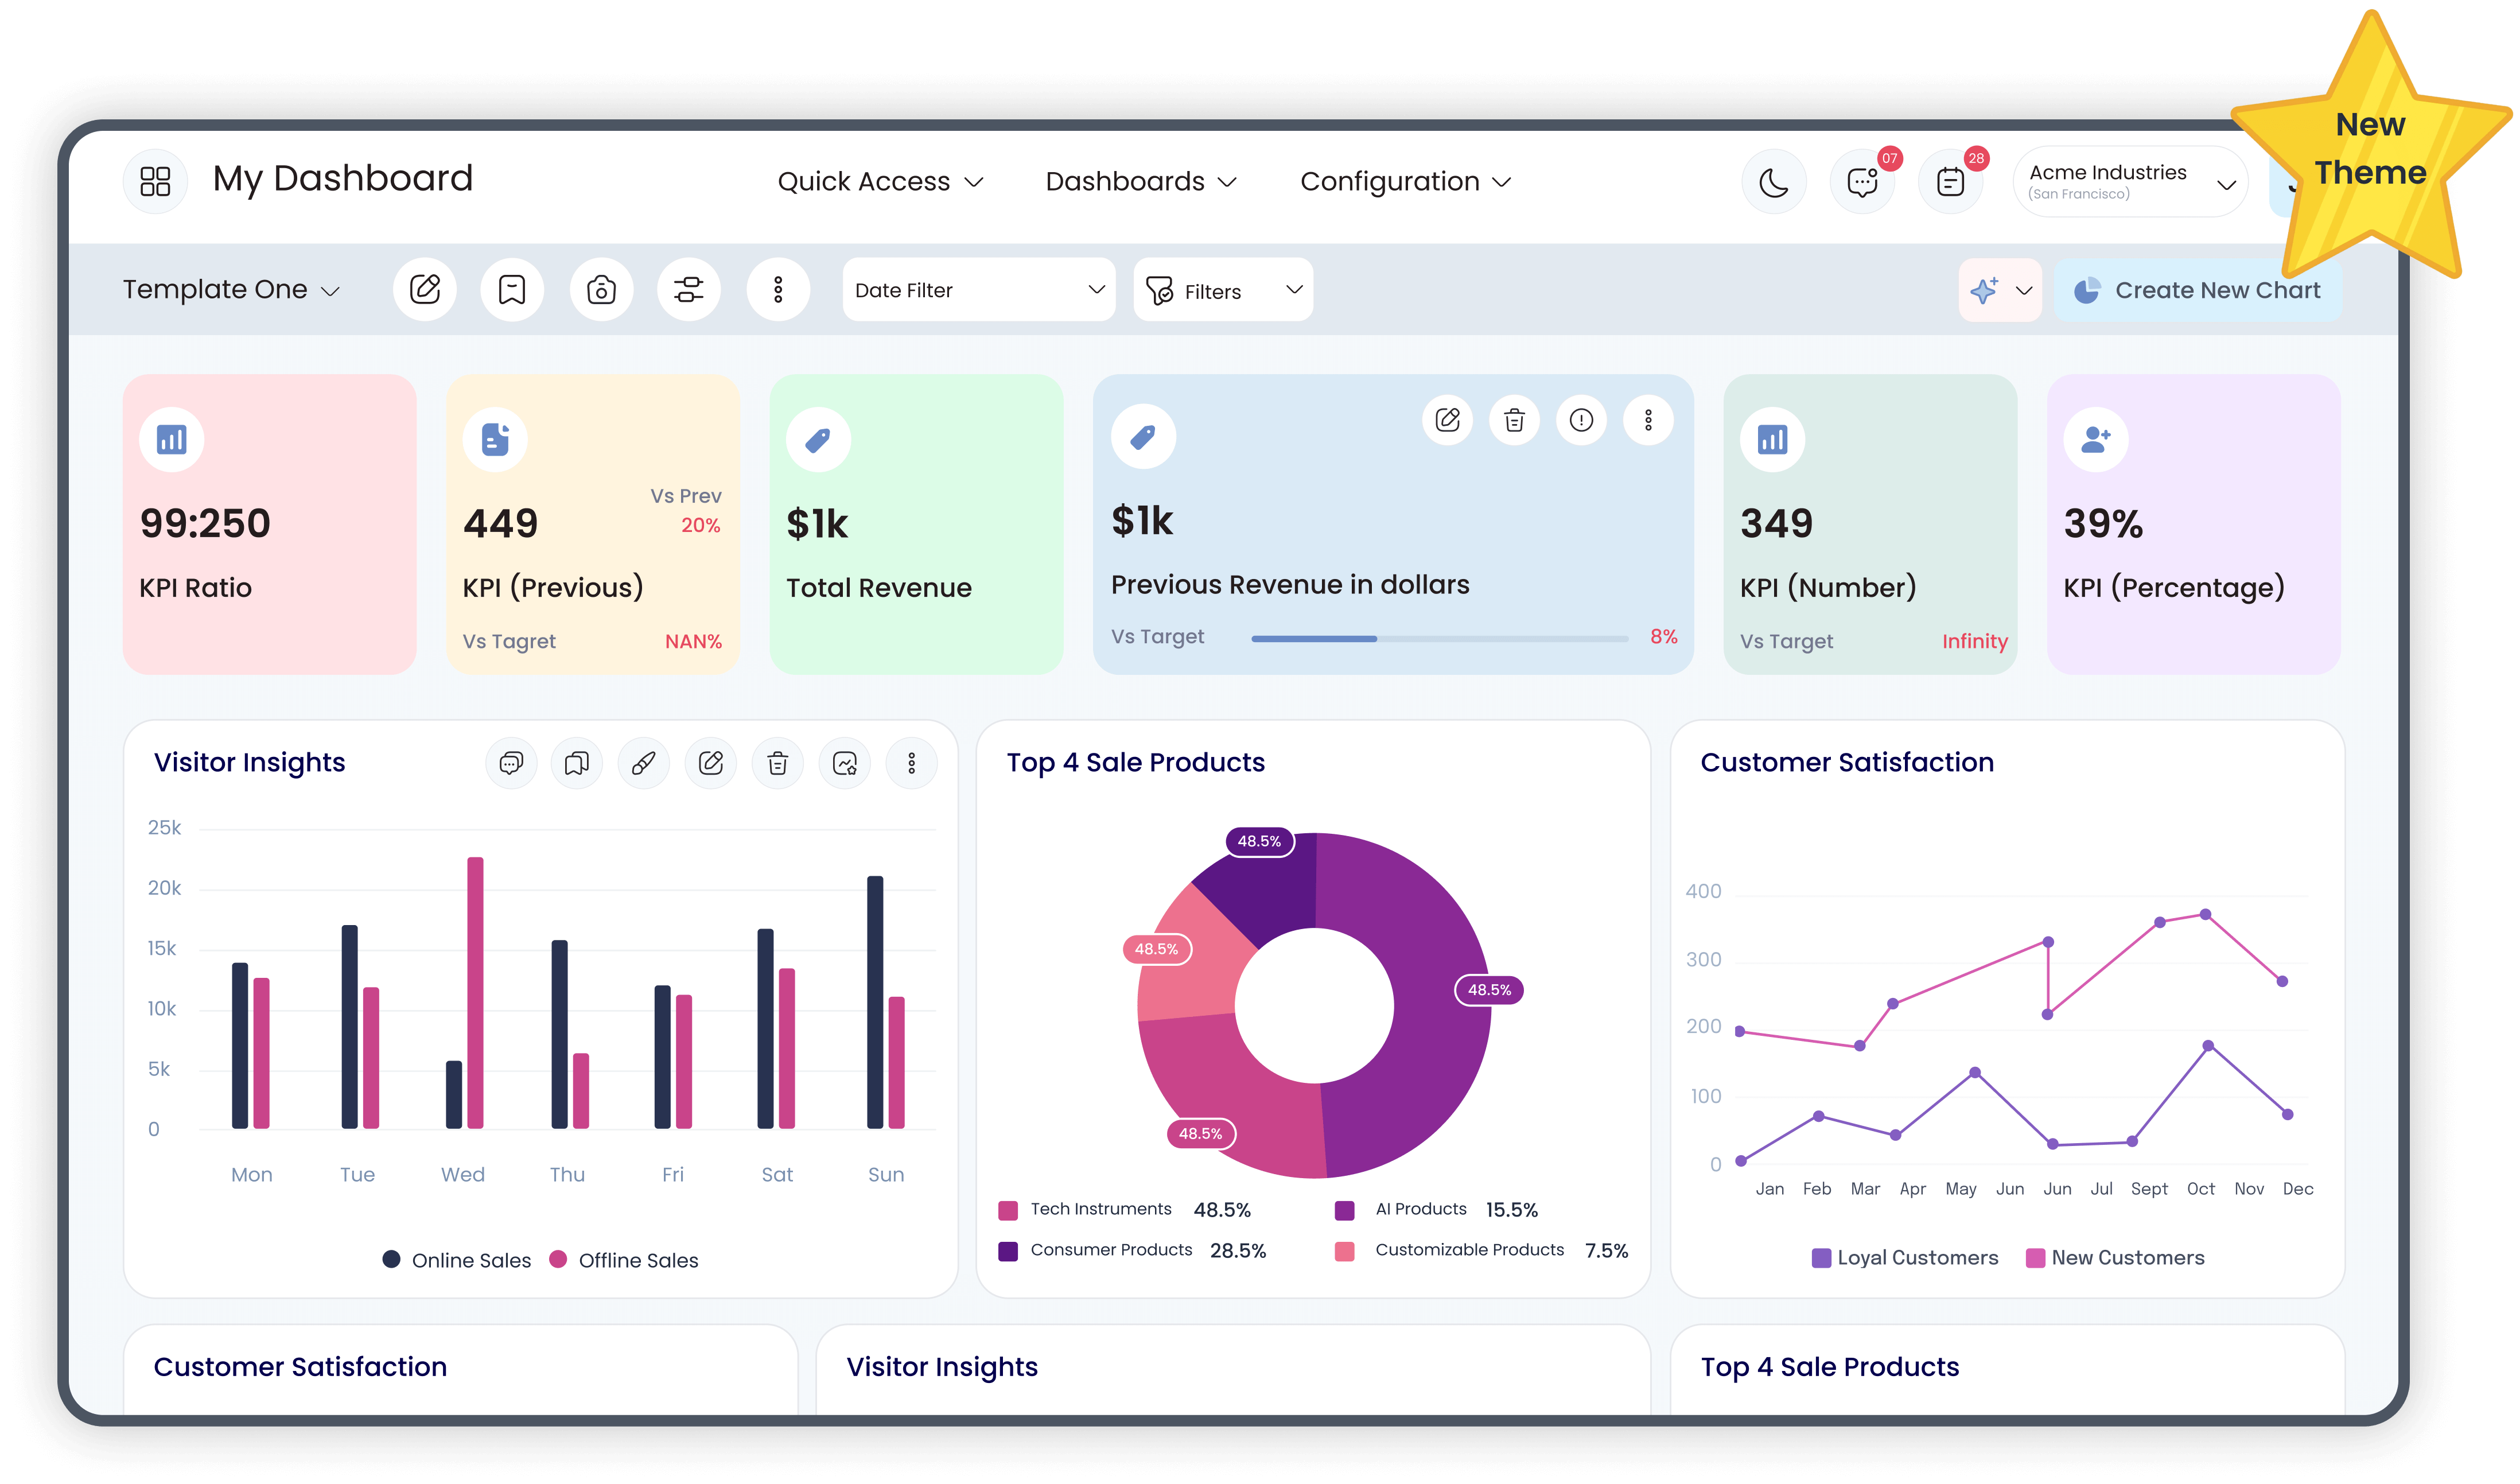 New
Theme
My Dashboard
Quick Access
Dashboards
Configuration
07
28
Acme Industries
(San Francisco)
Template One
Date Filter
Filters
Create New Chart
99:250
KPI Ratio
449
Vs Prev
20%
KPI (Previous)
Vs Tagret
NAN%
$1k
Total Revenue
$1k
Previous Revenue in dollars
Vs Target
8%
349
KPI (Number)
Vs Target
Infinity
39%
KPI (Percentage)
Visitor Insights
25k
20k
15k
10k
5k
0
Mon Tue Wed Thu Fri Sat Sun
Online Sales Offline Sales
Top 4 Sale Products
48.5%
48.5%
48.5%
48.5%
Tech Instruments 48.5% AI Products 15.5%
Consumer Products 28.5% Customizable Products 7.5%
Customer Satisfaction
400
300
200
100
0
Jan Feb Mar Apr May Jun Jun Jul Sept Oct Nov Dec
Loyal Customers New Customers
Customer Satisfaction
Visitor Insights
Top 4 Sale Products